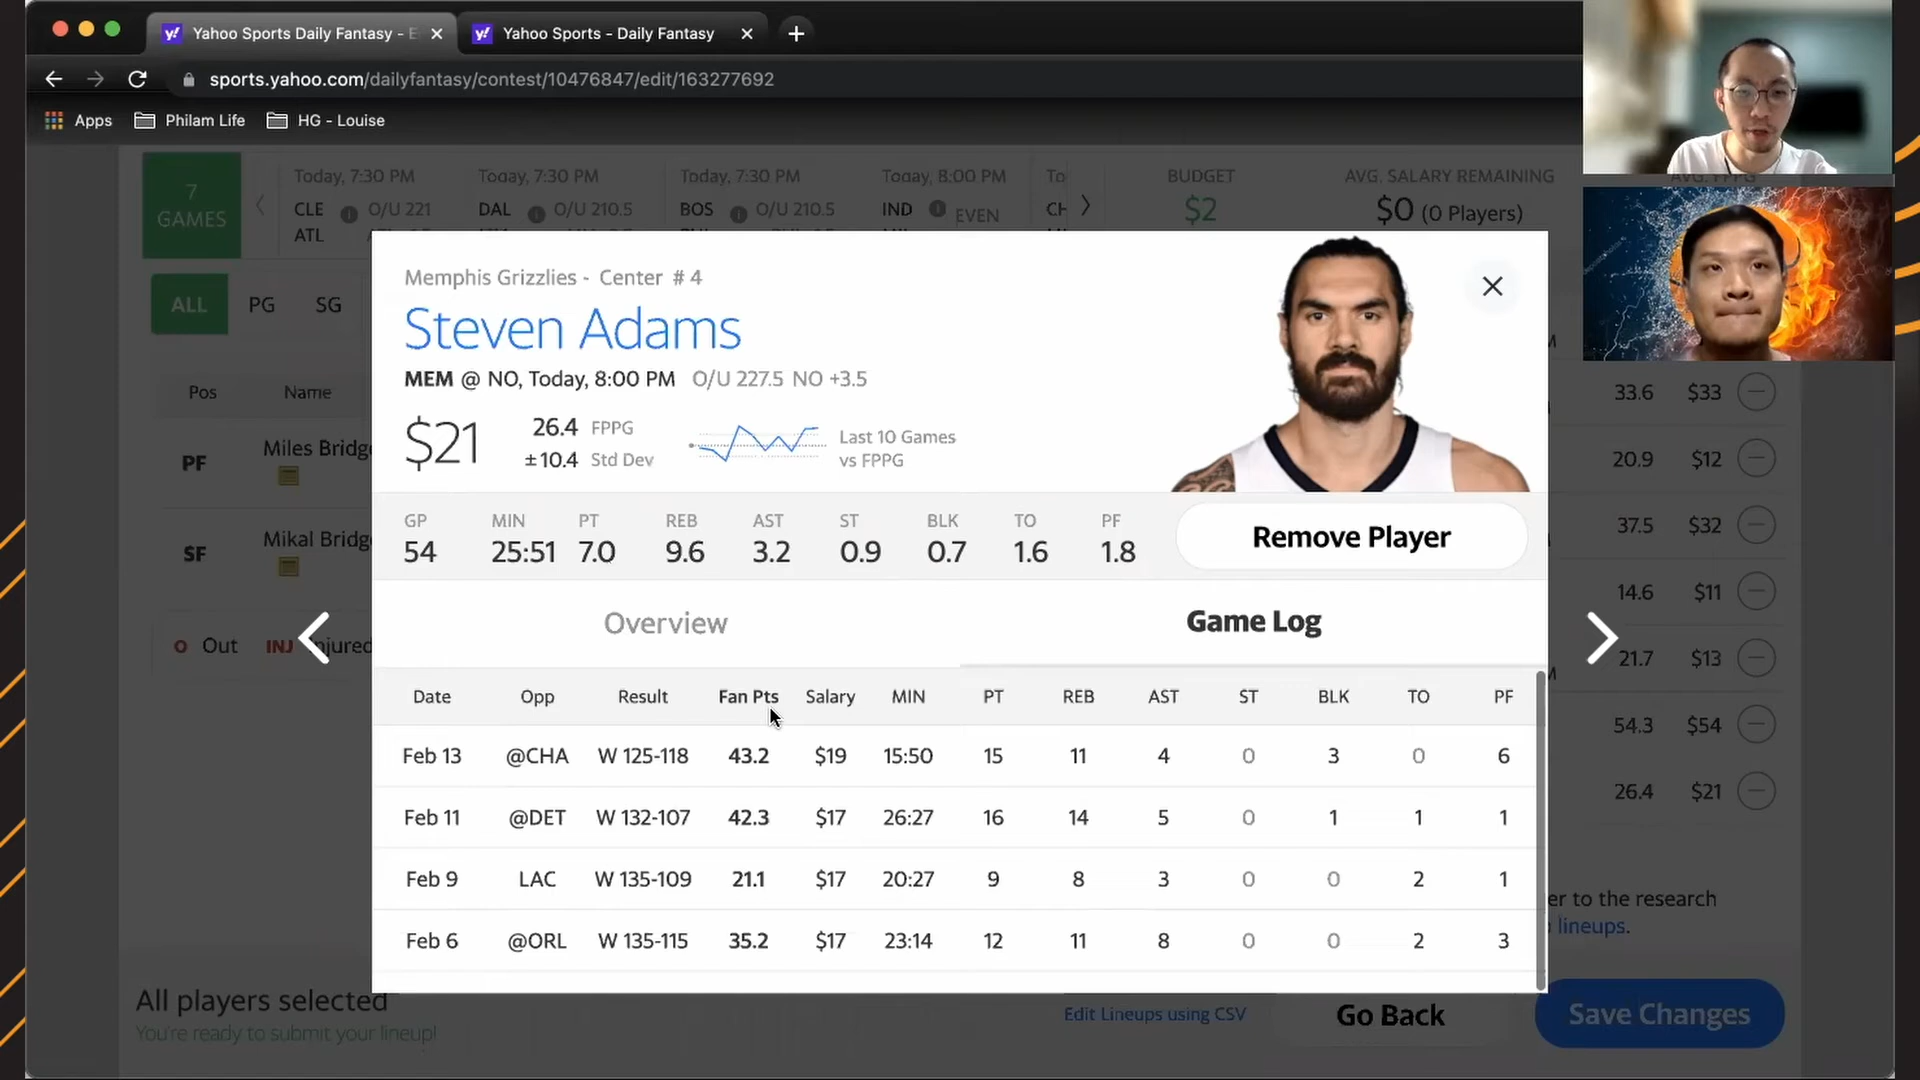 Yahoo Sports Daily Fantasy - E
Yahoo Sports - Daily Fantasy
sports.yahoo.com/dailyfantasy/contest/10476847/edit/163277692
Apps Philam Life HG - Louise
7 GAMES
Today, 7:30 PM Today, 7:30 PM Today, 7:30 PM Today, 8:00 PM To
CLE O/U 221 DAL O/U 210.5 BOS O/U 210.5 IND EVEN CH
ATL
BUDGET AVG. SALARY REMAINING
$2 $0 (0 Players)
ALL PG SG
Pos Name
PF Miles Bridg
SF Mikal Bridg
O Out INJ Injured
Memphis Grizzlies - Center # 4
Steven Adams
MEM @ NO, Today, 8:00 PM O/U 227.5 NO +3.5
$21 26.4 FPPG
±10.4 Std Dev
Last 10 Games
vs FPPG
GP MIN PT REB AST ST BLK TO PF
54 25:51 7.0 9.6 3.2 0.9 0.7 1.6 1.8
Remove Player
Overview Game Log
Date Opp Result Fan Pts Salary MIN PT REB AST ST BLK TO PF
Feb 13 @CHA W 125-118 43.2 $19 15:50 15 11 4 0 3 0 6
Feb 11 @DET W 132-107 42.3 $17 26:27 16 14 5 0 1 1 1
Feb 9 LAC W 135-109 21.1 $17 20:27 9 8 3 0 0 2 1
Feb 6 @ORL W 135-115 35.2 $17 23:14 12 11 8 0 0 2 3
33.6 $33
20.9 $12
37.5 $32
14.6 $11
21.7 $13
54.3 $54
26.4 $21
er to the research
lineups.
All players selected
You're ready to submit your lineup!
Edit Lineups using CSV Go Back Save Changes